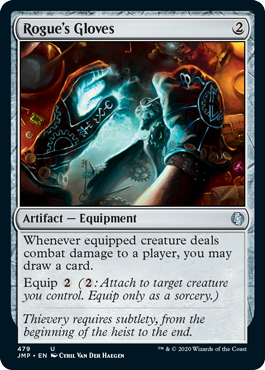 Rogue's Gloves 2
Artifact — Equipment
Whenever equipped creature deals
combat damage to a player, you may
draw a card.
Equip 2 (2: Attach to target creature
you control. Equip only as a sorcery.)
Thievery requires subtlety, from
the beginning of the heist to the end.
479 U
JMP • EN Cyril Van Der Haegen
™ & © 2020 Wizards of the Coast